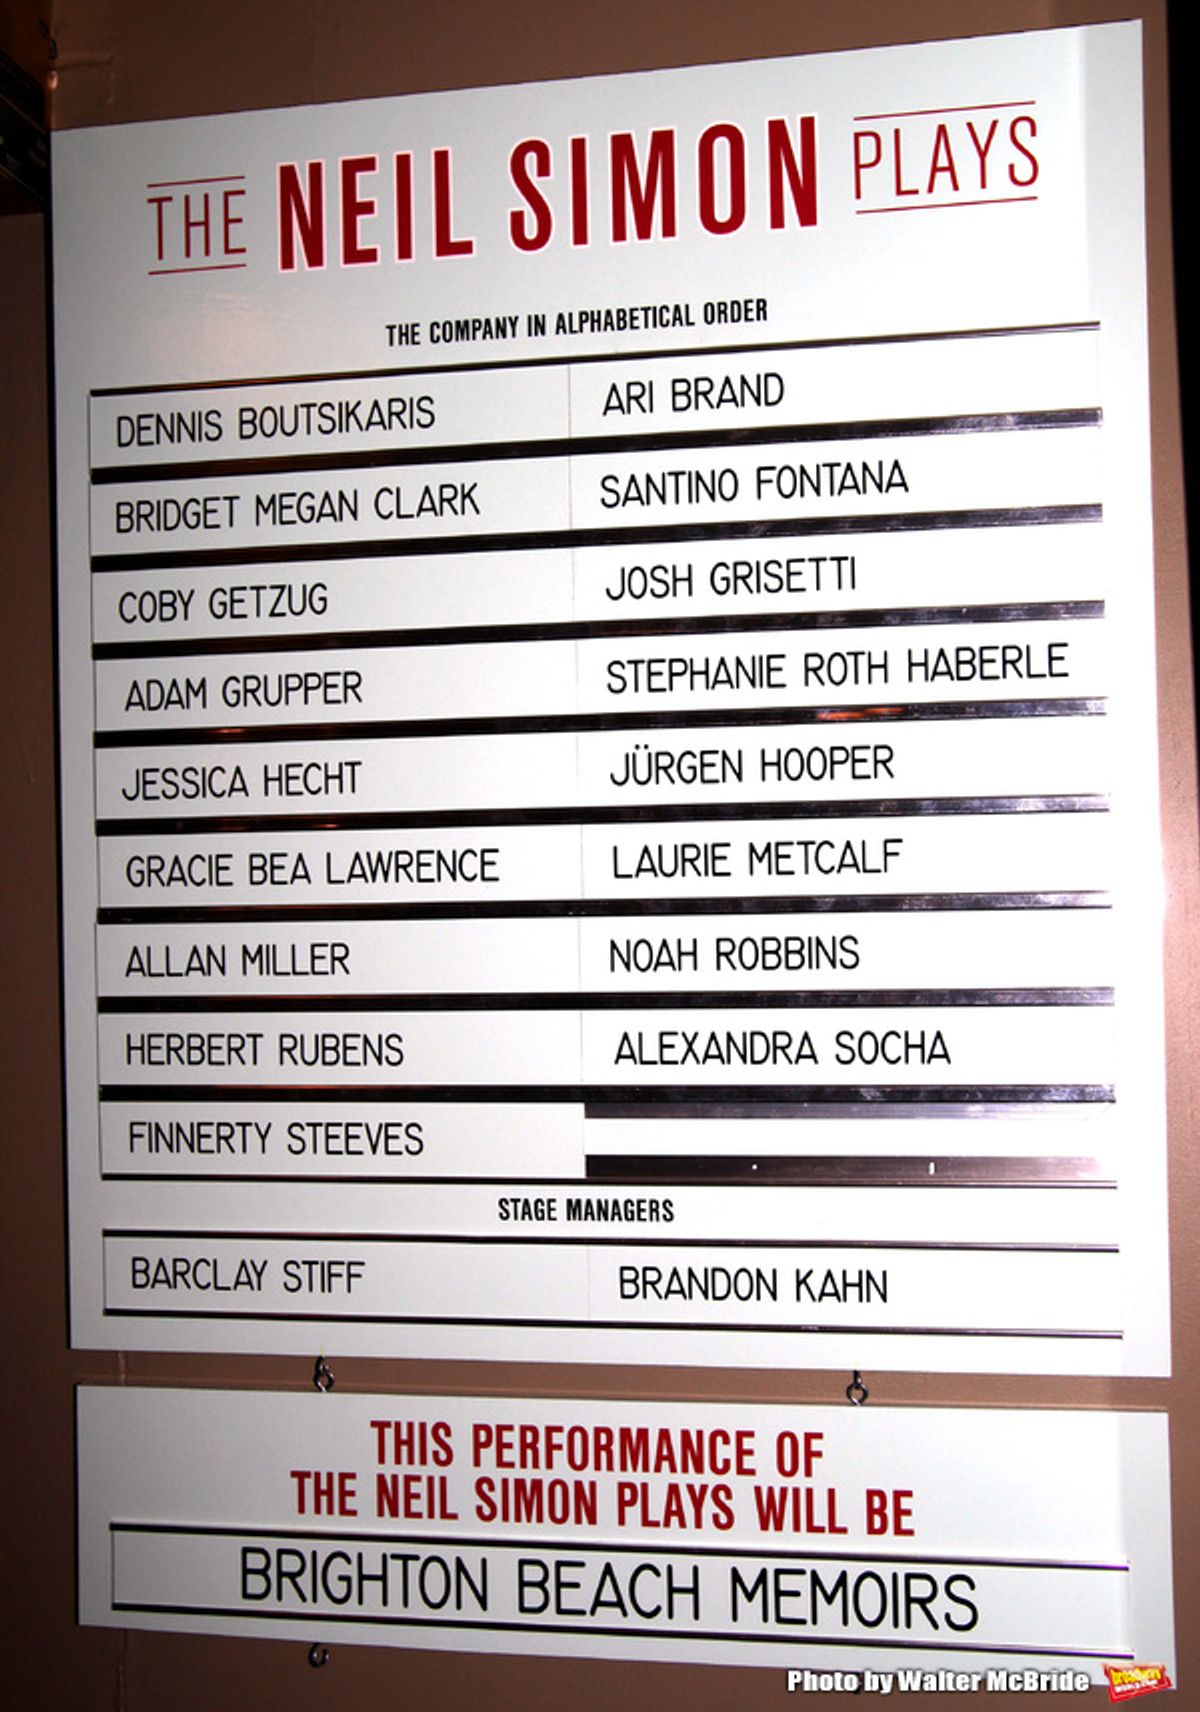 THE NEIL SIMON PLAYS
THE COMPANY IN ALPHABETICAL ORDER
DENNIS BOUTSIKARIS ARI BRAND
BRIDGET MEGAN CLARK SANTINO FONTANA
COBY GETZUG JOSH GRISETTI
ADAM GRUPPER STEPHANIE ROTH HABERLE
JESSICA HECHT JÜRGEN HOOPER
GRACIE BEA LAWRENCE LAURIE METCALF
ALLAN MILLER NOAH ROBBINS
HERBERT RUBENS ALEXANDRA SOCHA
FINNERTY STEEVES
STAGE MANAGERS
BARCLAY STIFF BRANDON KAHN
THIS PERFORMANCE OF
THE NEIL SIMON PLAYS WILL BE
BRIGHTON BEACH MEMOIRS
Photo by Walter McBride